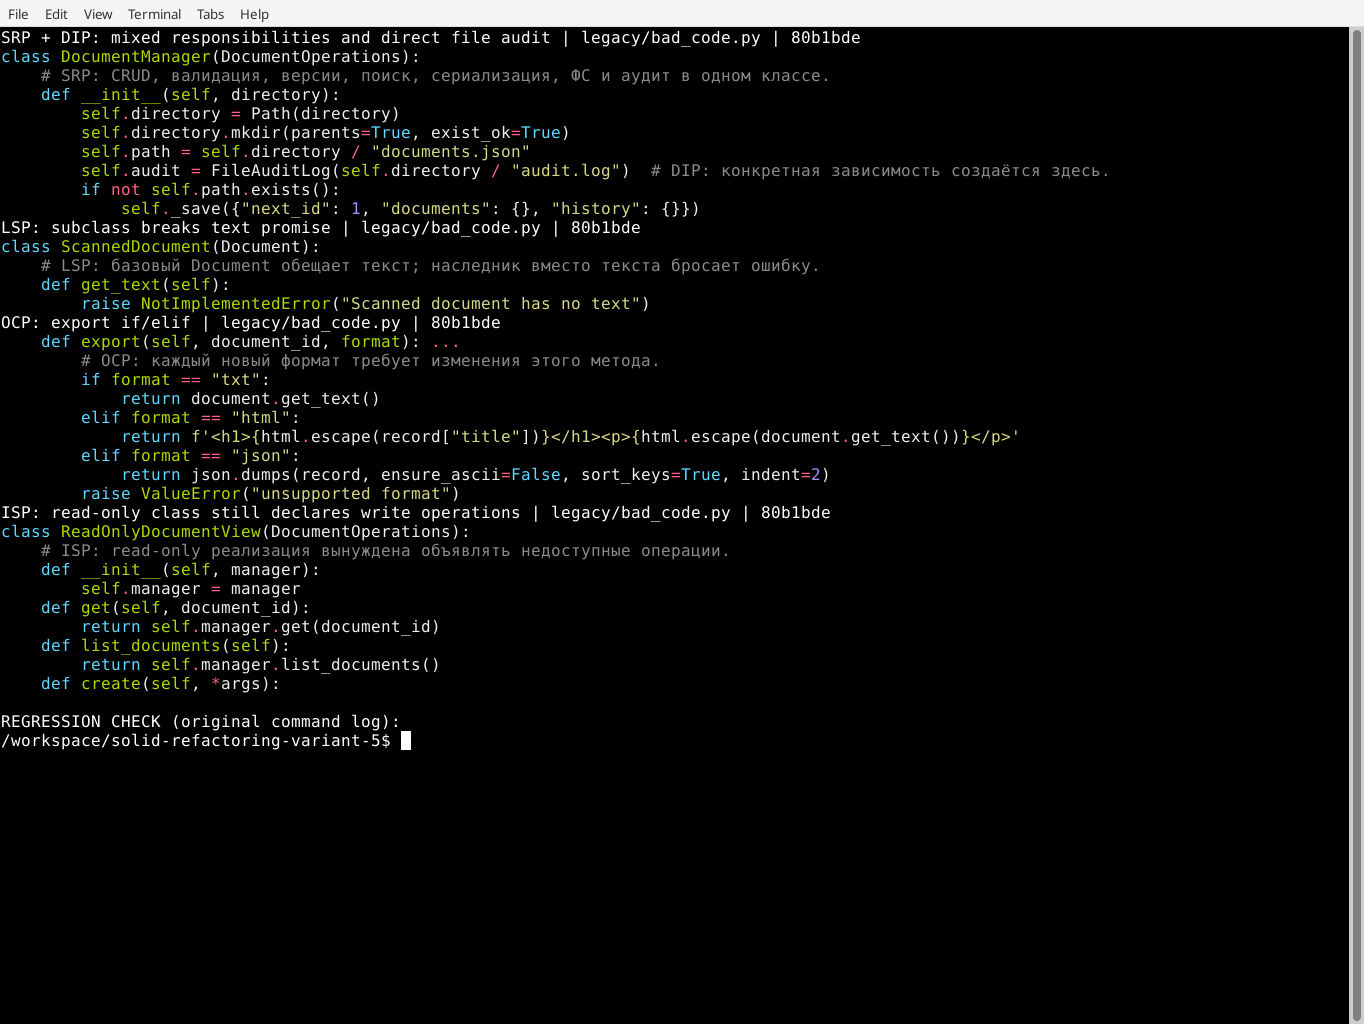 File Edit View Terminal Tabs Help
SRP + DIP: mixed responsibilities and direct file audit | legacy/bad_code.py | 80b1bde
class DocumentManager(DocumentOperations):
    # SRP: CRUD, валидация, версии, поиск, сериализация, ФС и аудит в одном классе.
    def __init__(self, directory):
        self.directory = Path(directory)
        self.directory.mkdir(parents=True, exist_ok=True)
        self.path = self.directory / "documents.json"
        self.audit = FileAuditLog(self.directory / "audit.log")  # DIP: конкретная зависимость создаётся здесь.
        if not self.path.exists():
            self._save({"next_id": 1, "documents": {}, "history": {}})
LSP: subclass breaks text promise | legacy/bad_code.py | 80b1bde
class ScannedDocument(Document):
    # LSP: базовый Document обещает текст; наследник вместо текста бросает ошибку.
    def get_text(self):
        raise NotImplementedError("Scanned document has no text")
OCP: export if/elif | legacy/bad_code.py | 80b1bde
    def export(self, document_id, format): ...
        # OCP: каждый новый формат требует изменения этого метода.
        if format == "txt":
            return document.get_text()
        elif format == "html":
            return f'<h1>{html.escape(record["title"])}</h1><p>{html.escape(document.get_text())}</p>'
        elif format == "json":
            return json.dumps(record, ensure_ascii=False, sort_keys=True, indent=2)
        raise ValueError("unsupported format")
ISP: read-only class still declares write operations | legacy/bad_code.py | 80b1bde
class ReadOnlyDocumentView(DocumentOperations):
    # ISP: read-only реализация вынуждена объявлять недоступные операции.
    def __init__(self, manager):
        self.manager = manager
    def get(self, document_id):
        return self.manager.get(document_id)
    def list_documents(self):
        return self.manager.list_documents()
    def create(self, *args):
REGRESSION CHECK (original command log):
/workspace/solid-refactoring-variant-5$